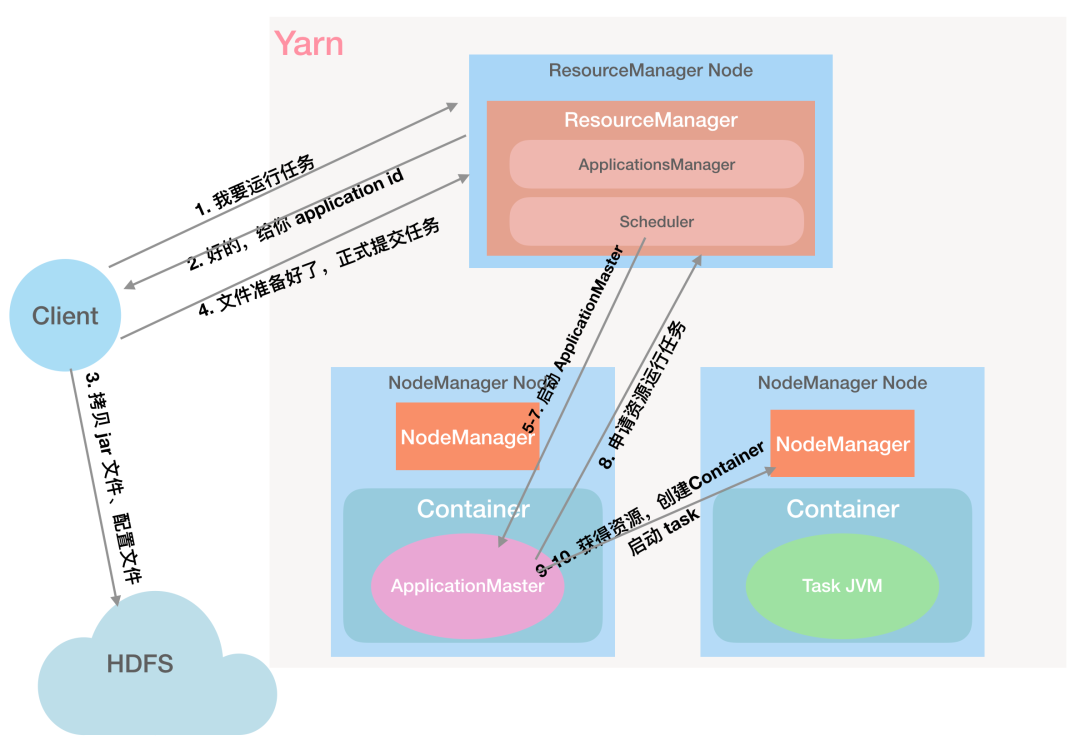 Yarn
ResourceManager Node
ResourceManager
ApplicationsManager
Scheduler
1. 我要运行任务
2. 好的，给你 application id
4. 文件准备好了，正式提交任务
Client
3. 拷贝 jar 文件、配置文件
HDFS
5-7. 启动 ApplicationMaster
8. 申请资源运行任务
NodeManager Node
NodeManager
Container
ApplicationMaster
9-10. 获得资源，创建Container
启动 task
NodeManager Node
NodeManager
Container
Task JVM